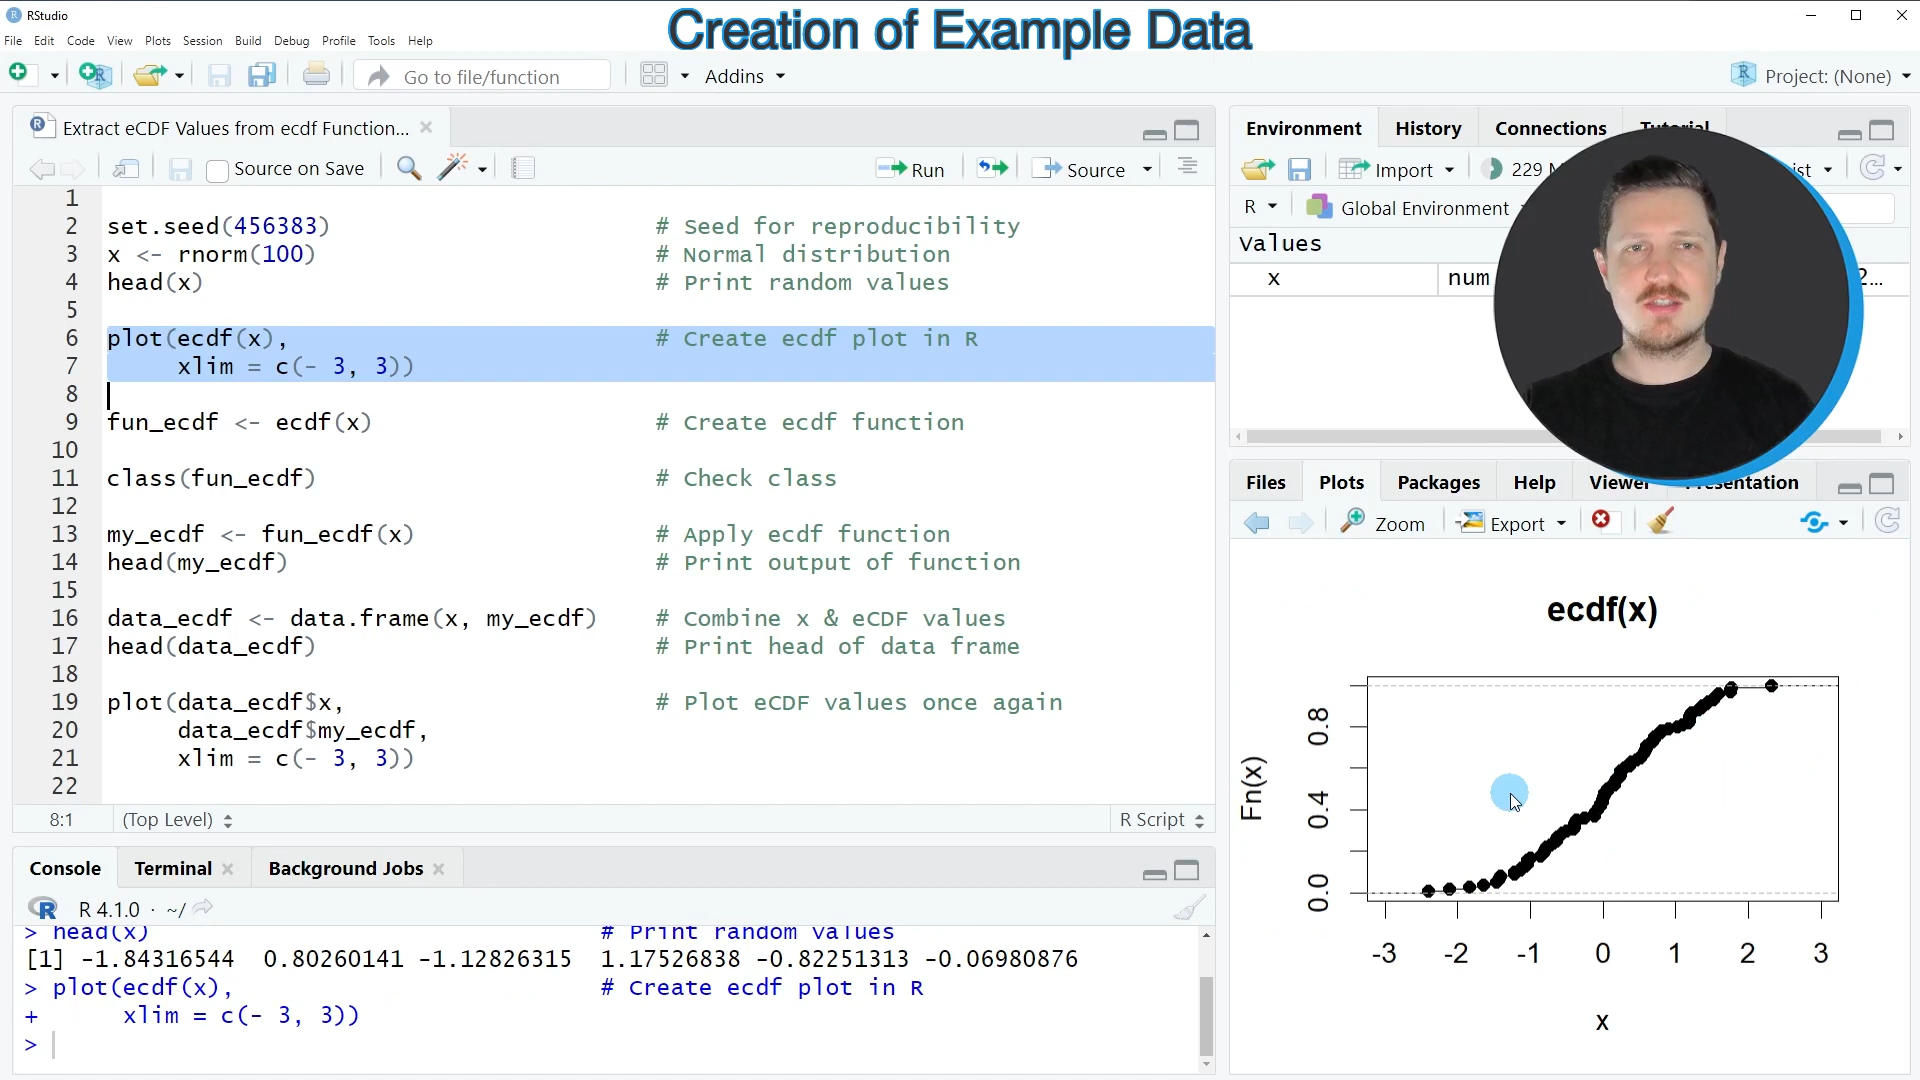 RStudio
Creation of Example Data
File Edit Code View Plots Session Build Debug Profile Tools Help
Go to file/function
Addins
Project: (None)
Extract eCDF Values from ecdf Function...
Source on Save
Run
Source
1
2 set.seed(456383) # Seed for reproducibility
3 x <- rnorm(100) # Normal distribution
4 head(x) # Print random values
5
6 plot(ecdf(x), # Create ecdf plot in R
7 xlim = c(- 3, 3))
8
9 fun_ecdf <- ecdf(x) # Create ecdf function
10
11 class(fun_ecdf) # Check class
12
13 my_ecdf <- fun_ecdf(x) # Apply ecdf function
14 head(my_ecdf) # Print output of function
15
16 data_ecdf <- data.frame(x, my_ecdf) # Combine x & eCDF values
17 head(data_ecdf) # Print head of data frame
18
19 plot(data_ecdf$x, # Plot eCDF values once again
20 data_ecdf$my_ecdf,
21 xlim = c(- 3, 3))
22
8:1 (Top Level) R Script
Console Terminal Background Jobs
R 4.1.0 · ~/
> head(x) # Print random values
[1] -1.84316544 0.80260141 -1.12826315 1.17526838 -0.82251313 -0.06980876
> plot(ecdf(x), # Create ecdf plot in R
+ xlim = c(- 3, 3))
>
Environment History Connections Tutorial
Import 229
R Global Environment
Values
x num 2...
Files Plots Packages Help Viewer
Zoom Export
ecdf(x)
Fn(x)
0.8
0.4
0.0
-3 -2 -1 0 1 2 3
x